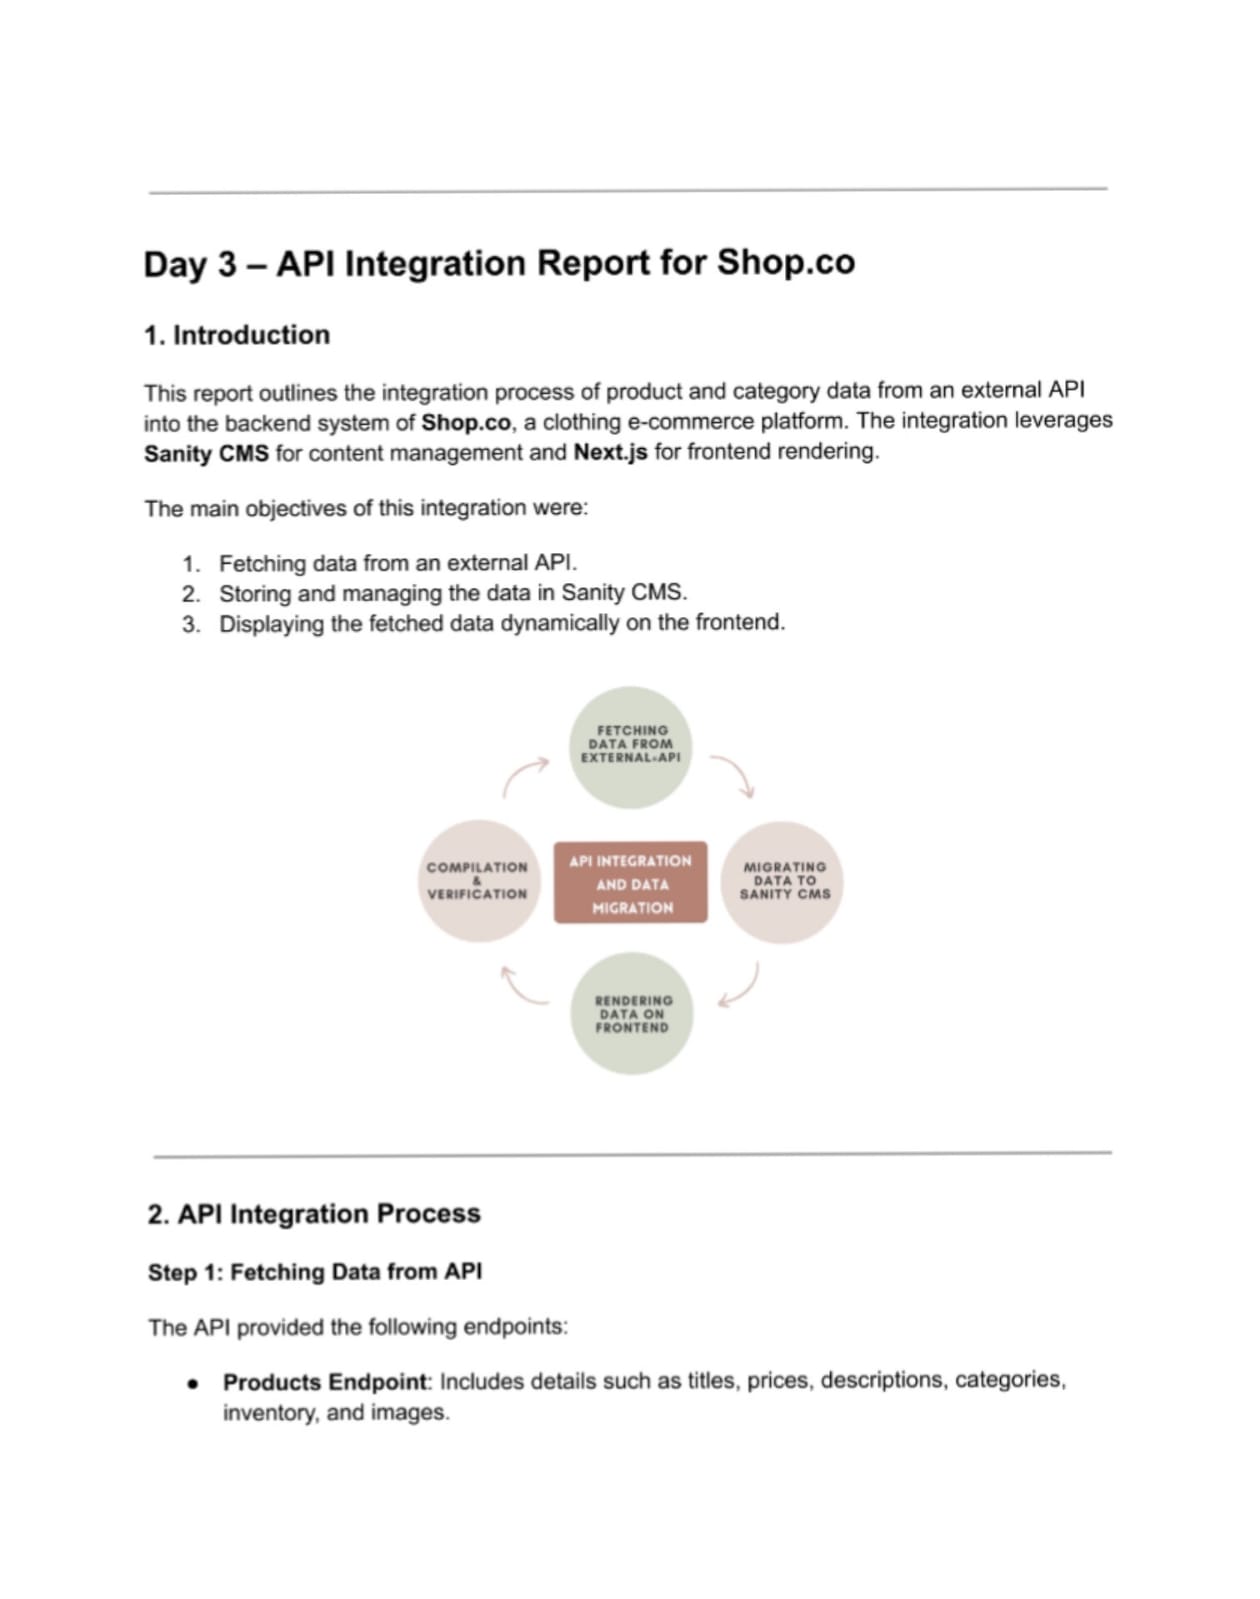 Day 3 – API Integration Report for Shop.co
1. Introduction
This report outlines the integration process of product and category data from an external API
into the backend system of Shop.co, a clothing e-commerce platform. The integration leverages
Sanity CMS for content management and Next.js for frontend rendering.
The main objectives of this integration were:
1. Fetching data from an external API.
2. Storing and managing the data in Sanity CMS.
3. Displaying the fetched data dynamically on the frontend.
FETCHING
DATA FROM
EXTERNAL-API
COMPILATION
&
VERIFICATION
API INTEGRATION
AND DATA
MIGRATION
MIGRATING
DATA TO
SANITY CMS
RENDERING
DATA ON
FRONTEND
2. API Integration Process
Step 1: Fetching Data from API
The API provided the following endpoints:
● Products Endpoint: Includes details such as titles, prices, descriptions, categories,
inventory, and images.